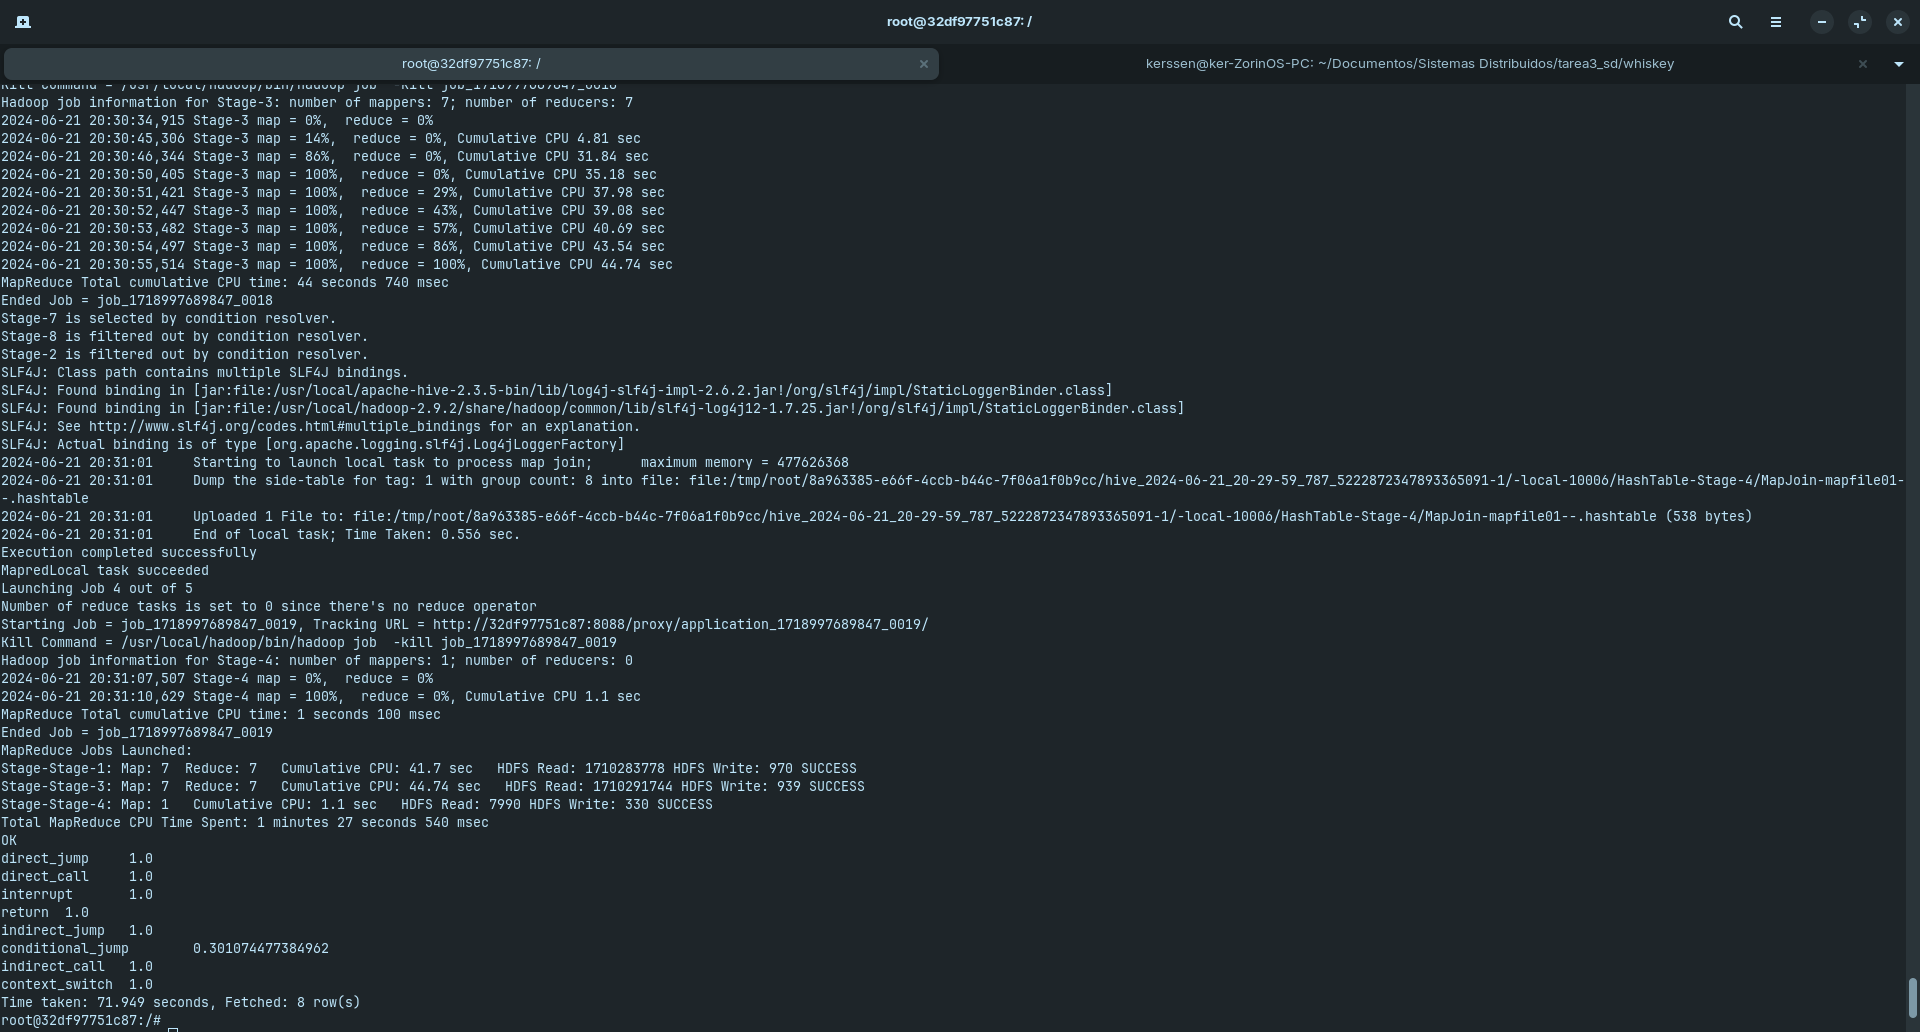 root@32df97751c87: /
root@32df97751c87: /
kerssen@ker-ZorinOS-PC: ~/Documentos/Sistemas Distribuidos/tarea3_sd/whiskey
Kill Command = /usr/local/hadoop/bin/hadoop job  -kill job_1718997689847_0018
Hadoop job information for Stage-3: number of mappers: 7; number of reducers: 7
2024-06-21 20:30:34,915 Stage-3 map = 0%,  reduce = 0%
2024-06-21 20:30:45,306 Stage-3 map = 14%,  reduce = 0%, Cumulative CPU 4.81 sec
2024-06-21 20:30:46,344 Stage-3 map = 86%,  reduce = 0%, Cumulative CPU 31.84 sec
2024-06-21 20:30:50,405 Stage-3 map = 100%,  reduce = 0%, Cumulative CPU 35.18 sec
2024-06-21 20:30:51,421 Stage-3 map = 100%,  reduce = 29%, Cumulative CPU 37.98 sec
2024-06-21 20:30:52,447 Stage-3 map = 100%,  reduce = 43%, Cumulative CPU 39.08 sec
2024-06-21 20:30:53,482 Stage-3 map = 100%,  reduce = 57%, Cumulative CPU 40.69 sec
2024-06-21 20:30:54,497 Stage-3 map = 100%,  reduce = 86%, Cumulative CPU 43.54 sec
2024-06-21 20:30:55,514 Stage-3 map = 100%,  reduce = 100%, Cumulative CPU 44.74 sec
MapReduce Total cumulative CPU time: 44 seconds 740 msec
Ended Job = job_1718997689847_0018
Stage-7 is selected by condition resolver.
Stage-8 is filtered out by condition resolver.
Stage-2 is filtered out by condition resolver.
SLF4J: Class path contains multiple SLF4J bindings.
SLF4J: Found binding in [jar:file:/usr/local/apache-hive-2.3.5-bin/lib/log4j-slf4j-impl-2.6.2.jar!/org/slf4j/impl/StaticLoggerBinder.class]
SLF4J: Found binding in [jar:file:/usr/local/hadoop-2.9.2/share/hadoop/common/lib/slf4j-log4j12-1.7.25.jar!/org/slf4j/impl/StaticLoggerBinder.class]
SLF4J: See http://www.slf4j.org/codes.html#multiple_bindings for an explanation.
SLF4J: Actual binding is of type [org.apache.logging.slf4j.Log4jLoggerFactory]
2024-06-21 20:31:01     Starting to launch local task to process map join;      maximum memory = 477626368
2024-06-21 20:31:01     Dump the side-table for tag: 1 with group count: 8 into file: file:/tmp/root/8a963385-e66f-4ccb-b44c-7f06a1f0b9cc/hive_2024-06-21_20-29-59_787_5222872347893365091-1/-local-10006/HashTable-Stage-4/MapJoin-mapfile01-
-.hashtable
2024-06-21 20:31:01     Uploaded 1 File to: file:/tmp/root/8a963385-e66f-4ccb-b44c-7f06a1f0b9cc/hive_2024-06-21_20-29-59_787_5222872347893365091-1/-local-10006/HashTable-Stage-4/MapJoin-mapfile01--.hashtable (538 bytes)
2024-06-21 20:31:01     End of local task; Time Taken: 0.556 sec.
Execution completed successfully
MapredLocal task succeeded
Launching Job 4 out of 5
Number of reduce tasks is set to 0 since there's no reduce operator
Starting Job = job_1718997689847_0019, Tracking URL = http://32df97751c87:8088/proxy/application_1718997689847_0019/
Kill Command = /usr/local/hadoop/bin/hadoop job  -kill job_1718997689847_0019
Hadoop job information for Stage-4: number of mappers: 1; number of reducers: 0
2024-06-21 20:31:07,507 Stage-4 map = 0%,  reduce = 0%
2024-06-21 20:31:10,629 Stage-4 map = 100%,  reduce = 0%, Cumulative CPU 1.1 sec
MapReduce Total cumulative CPU time: 1 seconds 100 msec
Ended Job = job_1718997689847_0019
MapReduce Jobs Launched:
Stage-Stage-1: Map: 7  Reduce: 7   Cumulative CPU: 41.7 sec   HDFS Read: 1710283778 HDFS Write: 970 SUCCESS
Stage-Stage-3: Map: 7  Reduce: 7   Cumulative CPU: 44.74 sec   HDFS Read: 1710291744 HDFS Write: 939 SUCCESS
Stage-Stage-4: Map: 1   Cumulative CPU: 1.1 sec   HDFS Read: 7990 HDFS Write: 330 SUCCESS
Total MapReduce CPU Time Spent: 1 minutes 27 seconds 540 msec
OK
direct_jump     1.0
direct_call     1.0
interrupt       1.0
return  1.0
indirect_jump   1.0
conditional_jump        0.301074477384962
indirect_call   1.0
context_switch  1.0
Time taken: 71.949 seconds, Fetched: 8 row(s)
root@32df97751c87:/#